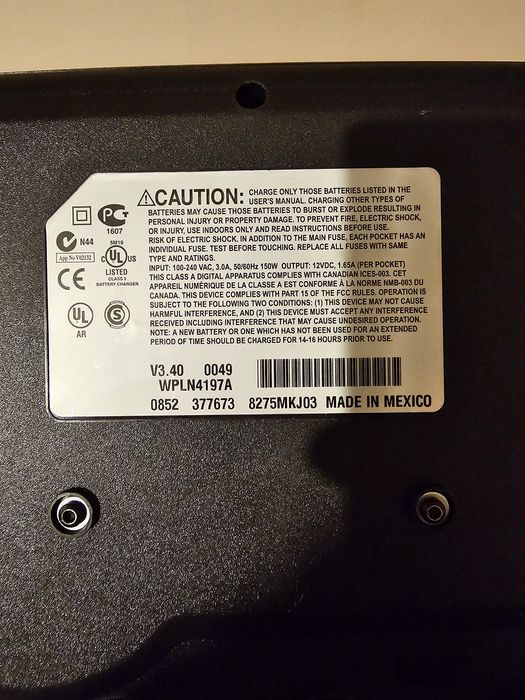 ⚠CAUTION: CHARGE ONLY THOSE BATTERIES LISTED IN THE
USER'S MANUAL. CHARGING OTHER TYPES OF
BATTERIES MAY CAUSE THOSE BATTERIES TO BURST OR EXPLODE RESULTING IN
PERSONAL INJURY OR PROPERTY DAMAGE. TO PREVENT FIRE, ELECTRIC SHOCK,
OR INJURY, USE INDOORS ONLY AND READ INSTRUCTIONS BEFORE USE.
RISK OF ELECTRIC SHOCK. IN ADDITION TO THE MAIN FUSE, EACH POCKET HAS AN
INDIVIDUAL FUSE. TEST BEFORE TOUCHING. REPLACE ALL FUSES WITH SAME
TYPE AND RATINGS.
INPUT: 100-240 VAC, 3.0A, 50/60Hz 150W OUTPUT: 12VDC, 1.65A (PER POCKET)
THIS CLASS A DIGITAL APPARATUS COMPLIES WITH CANADIAN ICES-003. CET
APPAREIL NUMÉRIQUE DE LA CLASSE A EST CONFORME À LA NORME NMB-003 DU
CANADA. THIS DEVICE COMPLIES WITH PART 15 OF THE FCC RULES. OPERATION IS
SUBJECT TO THE FOLLOWING TWO CONDITIONS: (1) THIS DEVICE MAY NOT CAUSE
HARMFUL INTERFERENCE, AND (2) THIS DEVICE MUST ACCEPT ANY INTERFERENCE
RECEIVED INCLUDING INTERFERENCE THAT MAY CAUSE UNDESIRED OPERATION.
NOTE: A NEW BATTERY OR ONE WHICH HAS NOT BEEN USED FOR AN EXTENDED
PERIOD OF TIME SHOULD BE CHARGED FOR 14-16 HOURS PRIOR TO USE.
1607
N44
5M19
App No V02132
C UL US
LISTED
CLASS 2
BATTERY CHARGER
CE
UL
AR
S
V3.40 0049
WPLN4197A
0852 377673 8275MKJ03 MADE IN MEXICO